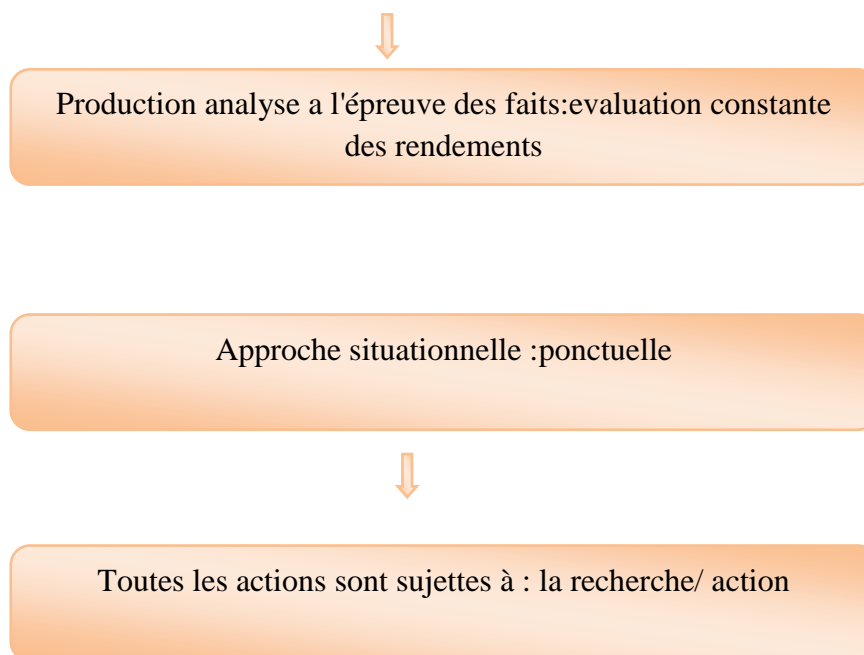 Production analyse a l'épreuve des faits:evaluation constante
des rendements
Approche situationnelle :ponctuelle
Toutes les actions sont sujettes à : la recherche/ action